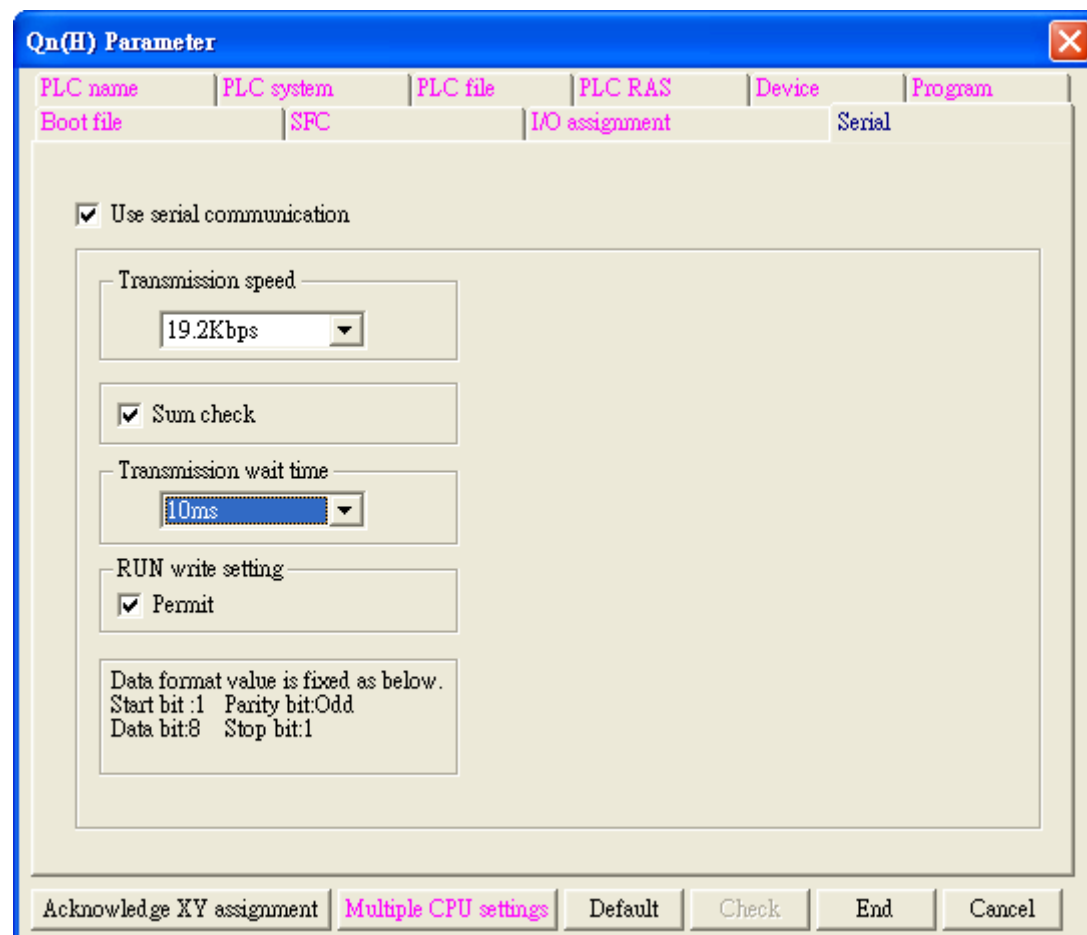 Qn(H) Parameter
PLC name PLC system PLC file PLC RAS Device Program
Boot file SFC I/O assignment Serial
Use serial communication
Transmission speed
19.2Kbps
Sum check
Transmission wait time
10ms
RUN write setting
Permit
Data format value is fixed as below.
Start bit :1 Parity bit:Odd
Data bit:8 Stop bit:1
Acknowledge XY assignment Multiple CPU settings Default Check End Cancel